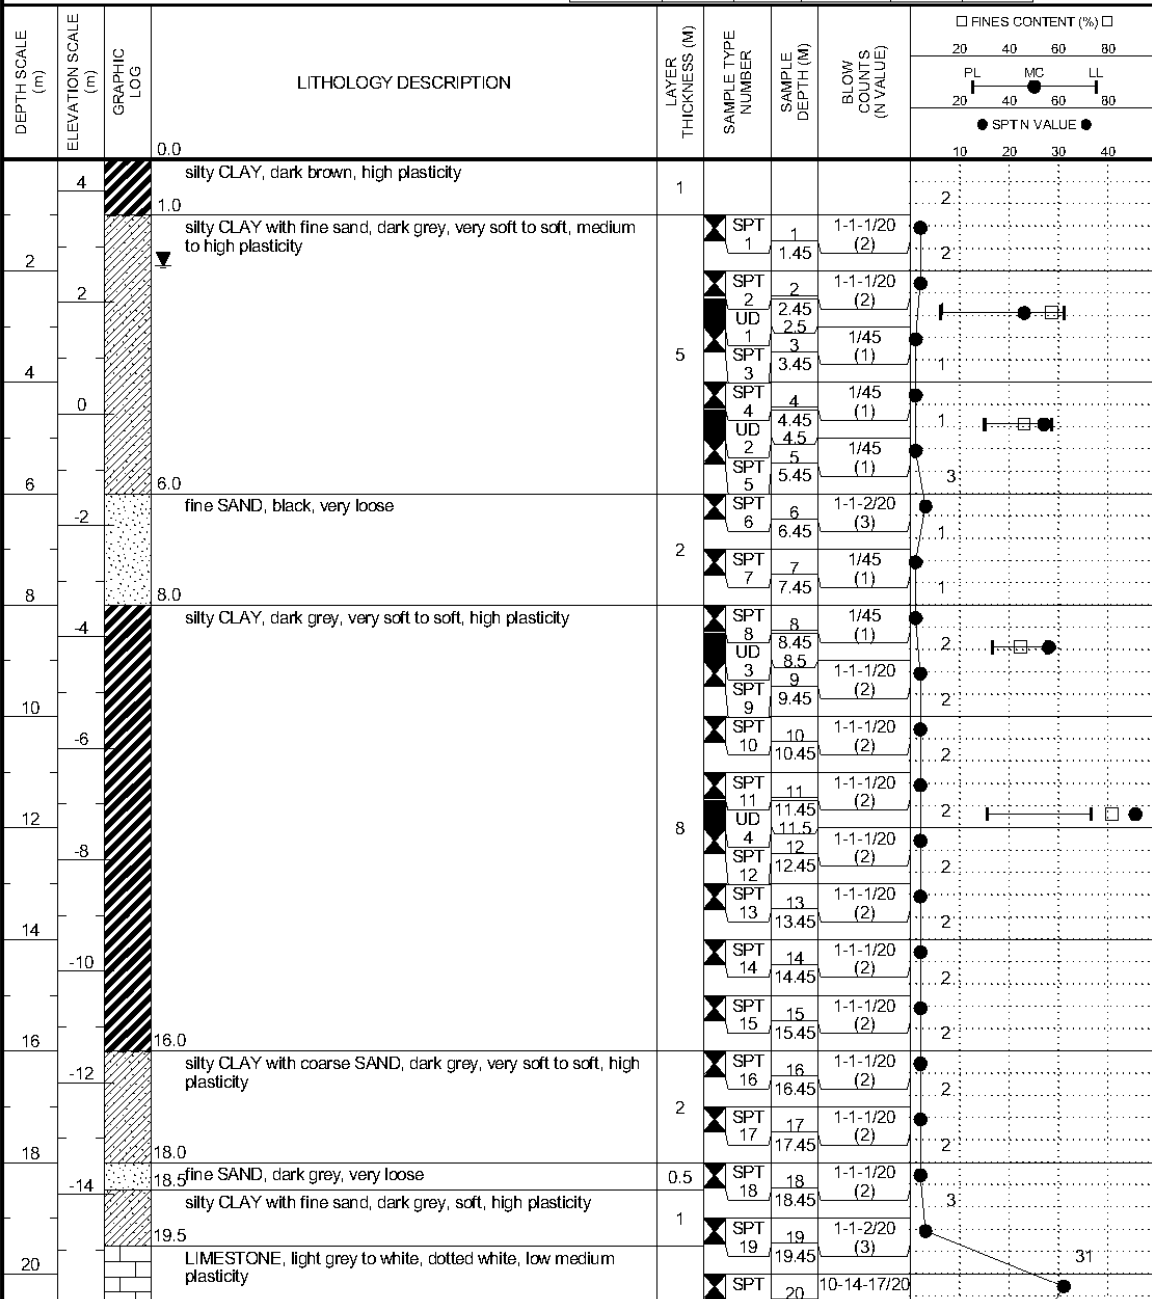 DEPTH SCALE (m)
ELEVATION SCALE (m)
GRAPHIC LOG
LITHOLOGY DESCRIPTION
LAYER THICKNESS (M)
SAMPLE TYPE NUMBER
SAMPLE DEPTH (M)
BLOW COUNTS (N VALUE)
FINES CONTENT (%)
20 40 60 80
PL MC LL
20 40 60 80
SPT N VALUE
10 20 30 40
0.0
silty CLAY, dark brown, high plasticity
4
1
2
1.0
silty CLAY with fine sand, dark grey, very soft to soft, medium
to high plasticity
SPT 1
1
1.45
1-1-1/20
(2)
2
2
2
5
SPT 2
2
2.45
1-1-1/20
(2)
UD 1
2.5
SPT 3
3
3.45
1/45
(1)
1
4
0
SPT 4
4
4.45
1/45
(1)
1
UD 2
4.5
SPT 5
5
5.45
1/45
(1)
3
6
6.0
fine SAND, black, very loose
-2
2
SPT 6
6
6.45
1-1-2/20
(3)
1
SPT 7
7
7.45
1/45
(1)
1
8
8.0
silty CLAY, dark grey, very soft to soft, high plasticity
-4
8
SPT 8
8
8.45
1/45
(1)
2
UD 3
8.5
SPT 9
9
9.45
1-1-1/20
(2)
2
10
-6
SPT 10
10
10.45
1-1-1/20
(2)
2
SPT 11
11
11.45
1-1-1/20
(2)
2
UD 4
11.5
12
-8
SPT 12
12
12.45
1-1-1/20
(2)
2
SPT 13
13
13.45
1-1-1/20
(2)
2
14
-10
SPT 14
14
14.45
1-1-1/20
(2)
2
SPT 15
15
15.45
1-1-1/20
(2)
2
16
16.0
silty CLAY with coarse SAND, dark grey, very soft to soft, high
plasticity
-12
2
SPT 16
16
16.45
1-1-1/20
(2)
2
SPT 17
17
17.45
1-1-1/20
(2)
2
18
18.0
fine SAND, dark grey, very loose
-14
18.5
0.5
SPT 18
18
18.45
1-1-1/20
(2)
3
silty CLAY with fine sand, dark grey, soft, high plasticity
1
19.5
SPT 19
19
19.45
1-1-2/20
(3)
31
LIMESTONE, light grey to white, dotted white, low medium
plasticity
20
SPT
20
10-14-17/20